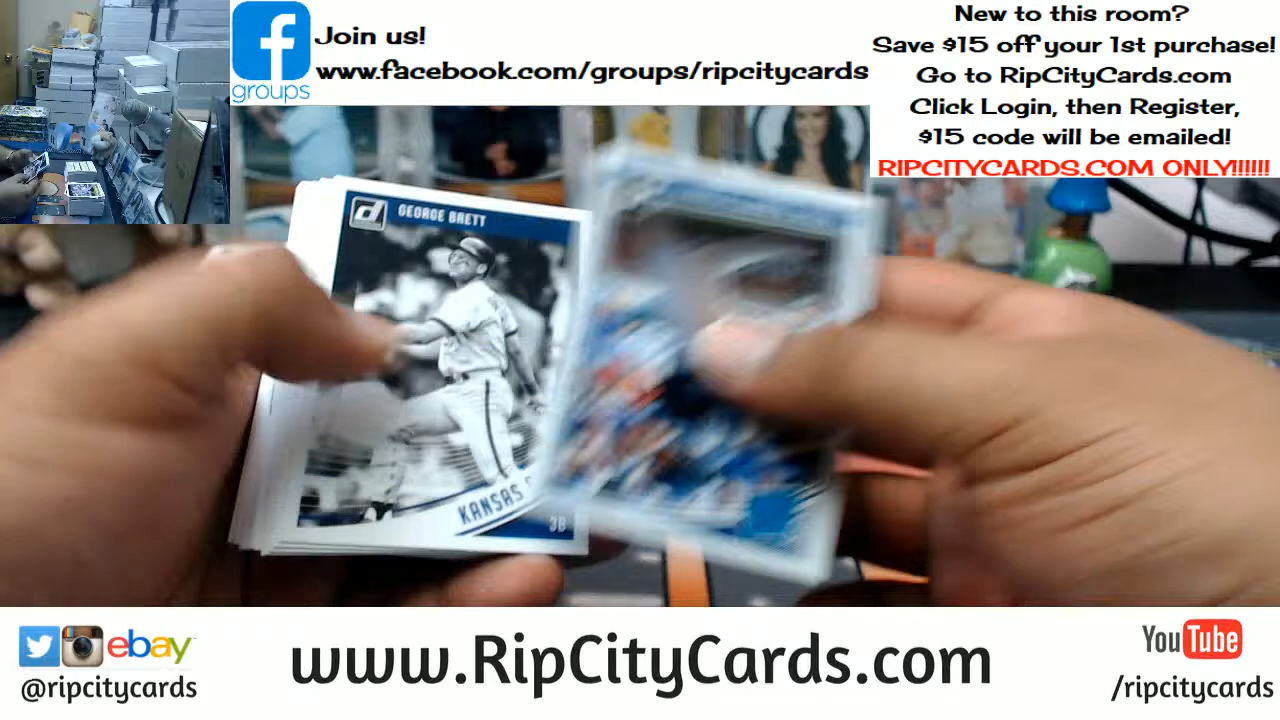 groups
Join us!
www.facebook.com/groups/ripcitycards
New to this room?
Save $15 off your 1st purchase!
Go to RipCityCards.com
Click Login, then Register,
$15 code will be emailed!
RIPCITYCARDS.COM ONLY!!!!!!
d GEORGE BRETT
KANSAS
3B
ebay
@ripcitycards
www.RipCityCards.com
YouTube
/ripcitycards